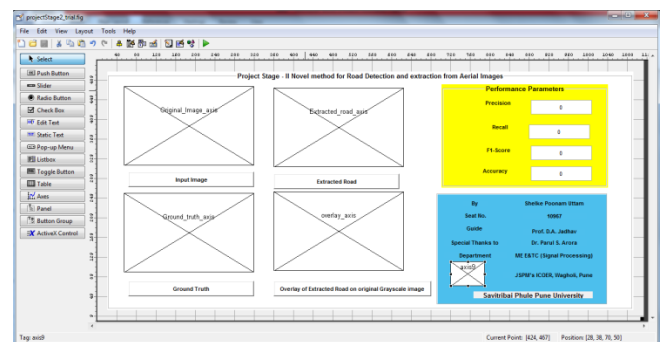 projectStage2_trial.fig
File Edit View Layout Tools Help
Select
Push Button
Slider
Radio Button
Check Box
Edit Text
Static Text
Pop-up Menu
Listbox
Toggle Button
Table
Axes
Panel
Button Group
ActiveX Control
Project Stage - II Novel method for Road Detection and extraction from Aerial Images
Original_Image_axis
Extracted_road_axis
Input Image
Extracted Road
Ground_truth_axis
overlay_axis
Ground Truth
Overlay of Extracted Road on original Grayscale image
Performance Parameters
Precision 0
Recall 0
F1-Score 0
Accuracy 0
By Shelke Poonam Uttam
Seat No. 10967
Guide Prof. D.A. Jadhav
Special Thanks to Dr. Parul S. Arora
Department ME E&TC (Signal Processing)
axis9
JSPM's ICOER, Wagholi, Pune
Savitribai Phule Pune University
Tag: axis9
Current Point: [424, 467] Position: [28, 38, 70, 50]